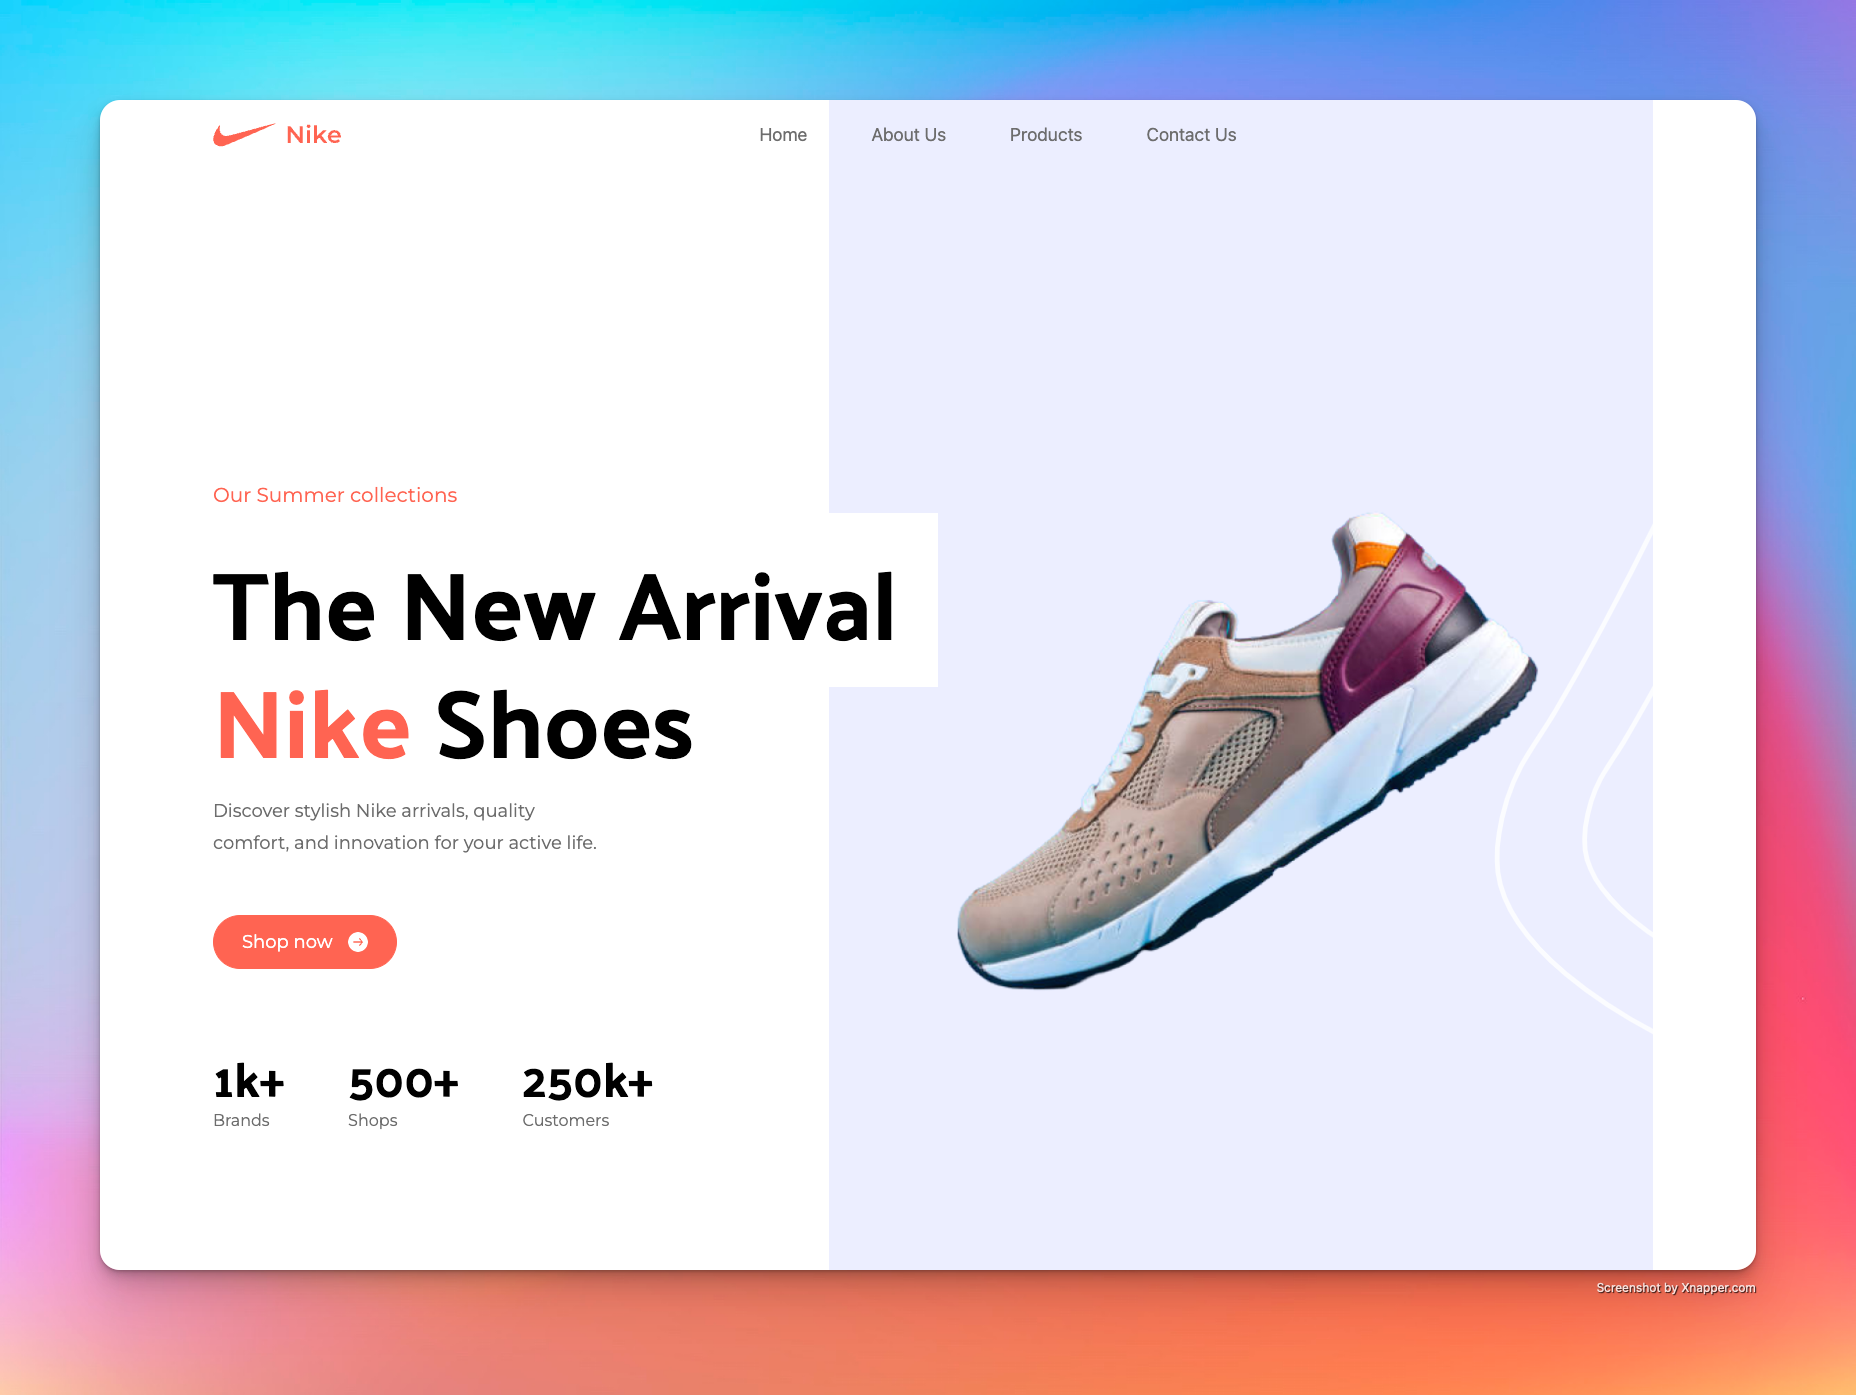 Nike
Home About Us Products Contact Us
Our Summer collections
The New Arrival
Nike Shoes
Discover stylish Nike arrivals, quality
comfort, and innovation for your active life.
Shop now
1k+ 500+ 250k+
Brands Shops Customers
Screenshot by Xnapper.com